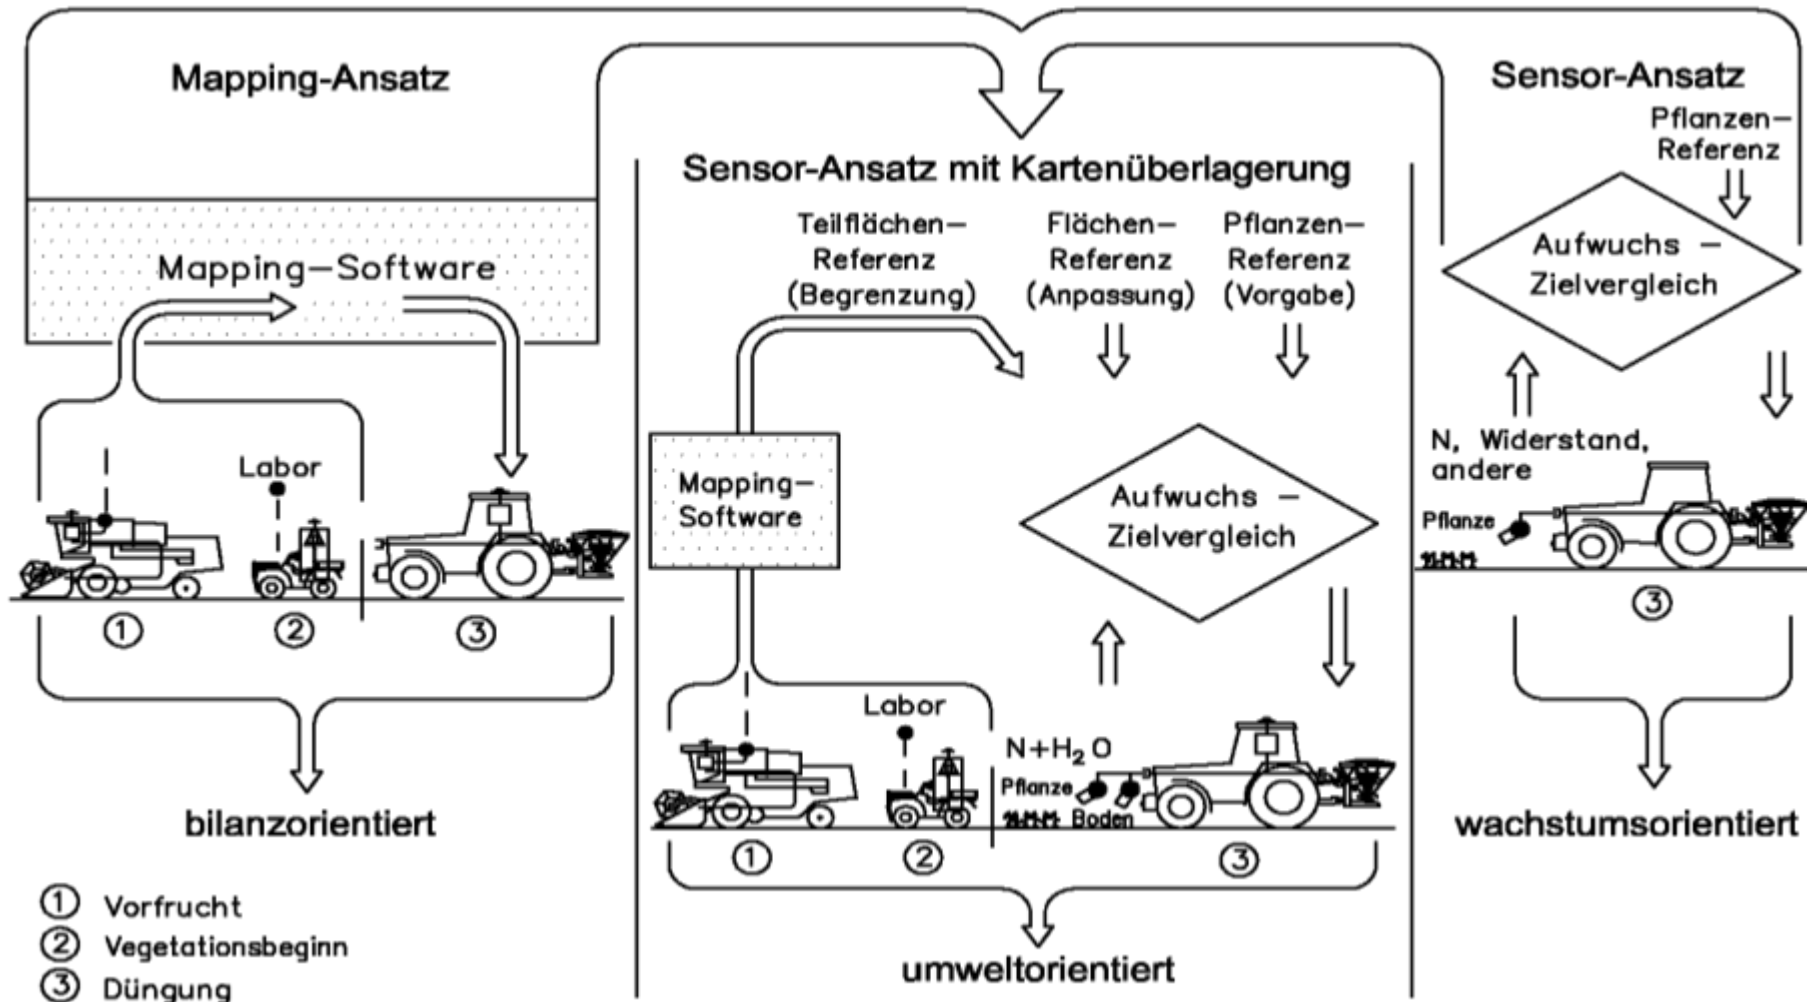 Mapping-Ansatz
Mapping-Software
Labor
①
②
③
bilanzorientiert
① Vorfrucht
② Vegetationsbeginn
③ Düngung
Sensor-Ansatz mit Kartenüberlagerung
Teilflächen-
Referenz
(Begrenzung)
Flächen-
Referenz
(Anpassung)
Pflanzen-
Referenz
(Vorgabe)
Mapping-
Software
Aufwuchs -
Zielvergleich
Labor
N+H₂O
Pflanze
Boden
①
②
③
umweltorientiert
Sensor-Ansatz
Pflanzen-
Referenz
Aufwuchs -
Zielvergleich
N, Widerstand,
andere
Pflanze
③
wachstumsorientiert